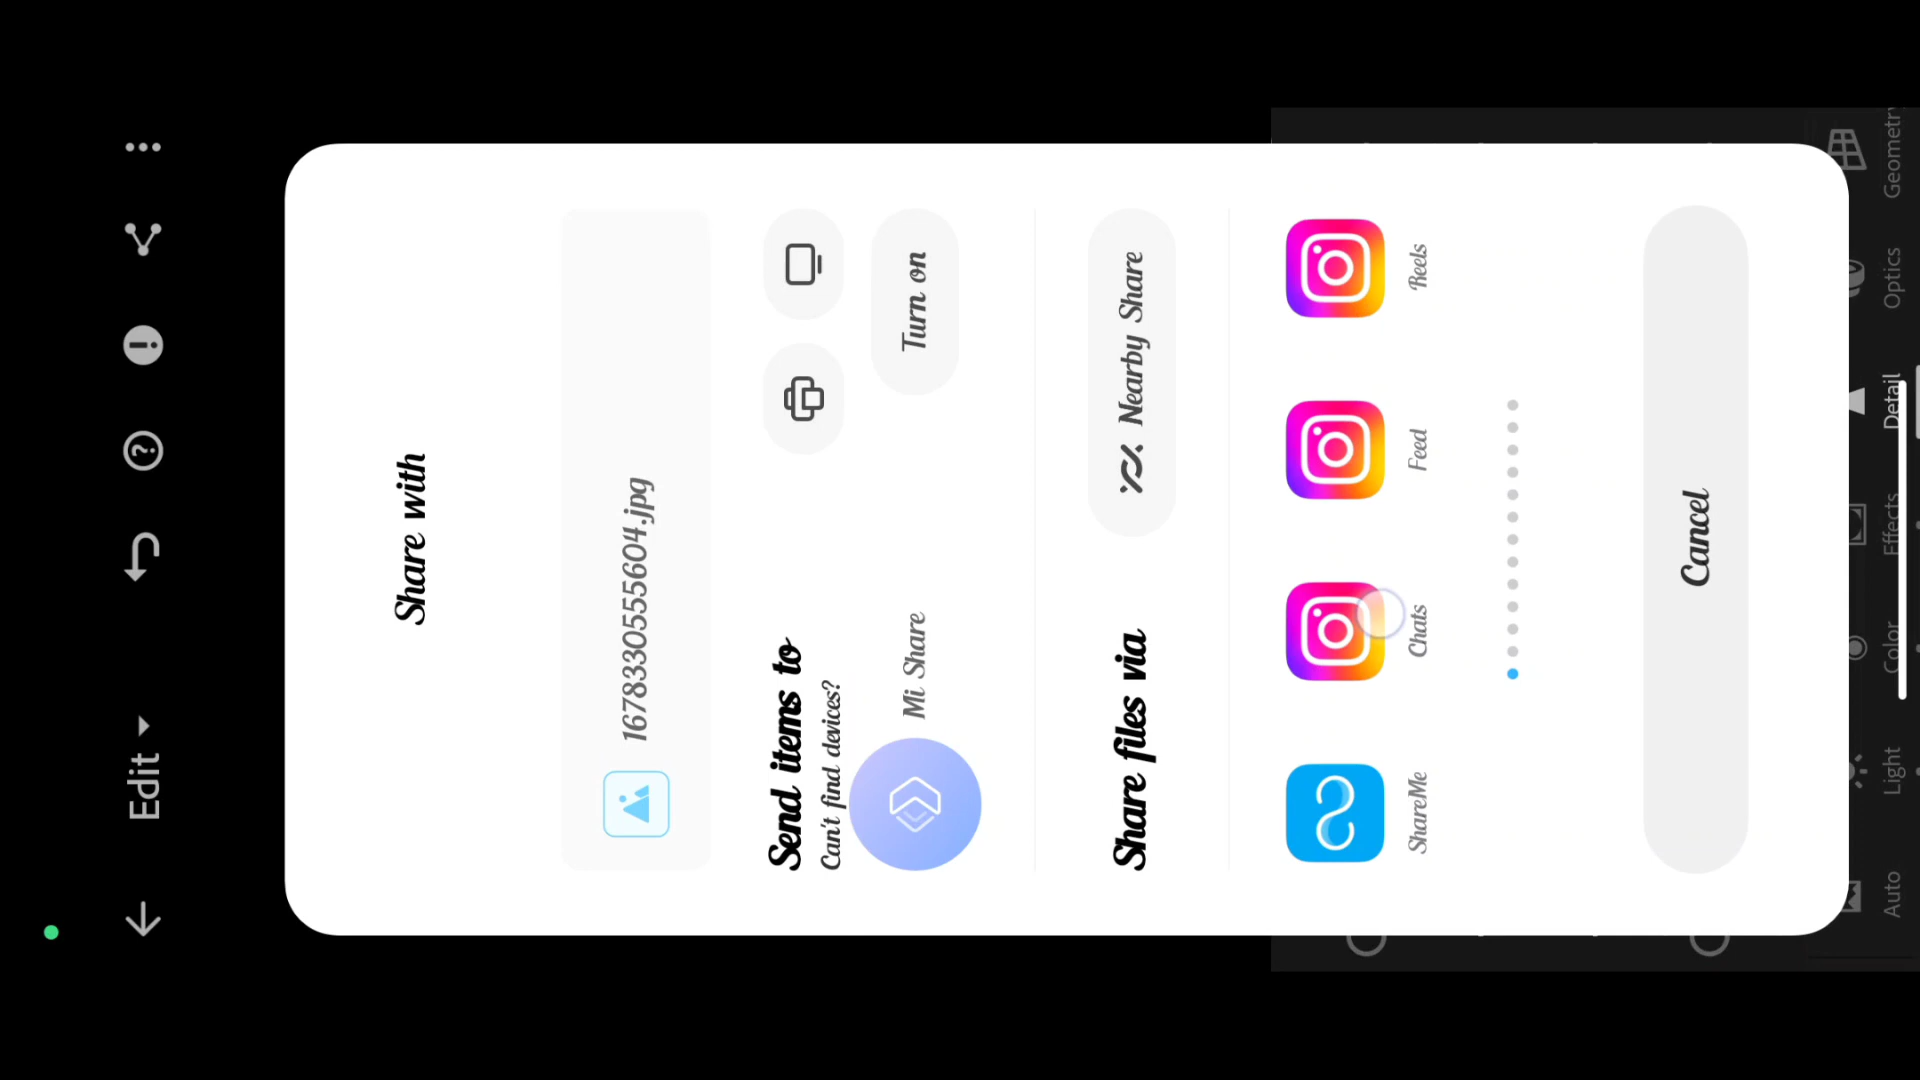 Edit
Share with
1678330555604.jpg
Send items to
Can't find devices?
Mi Share
Turn on
Share files via
Nearby Share
ShareMe
Chats
Feed
Reels
Cancel
Auto
Light
Color
Effects
Detail
Optics
Geometry